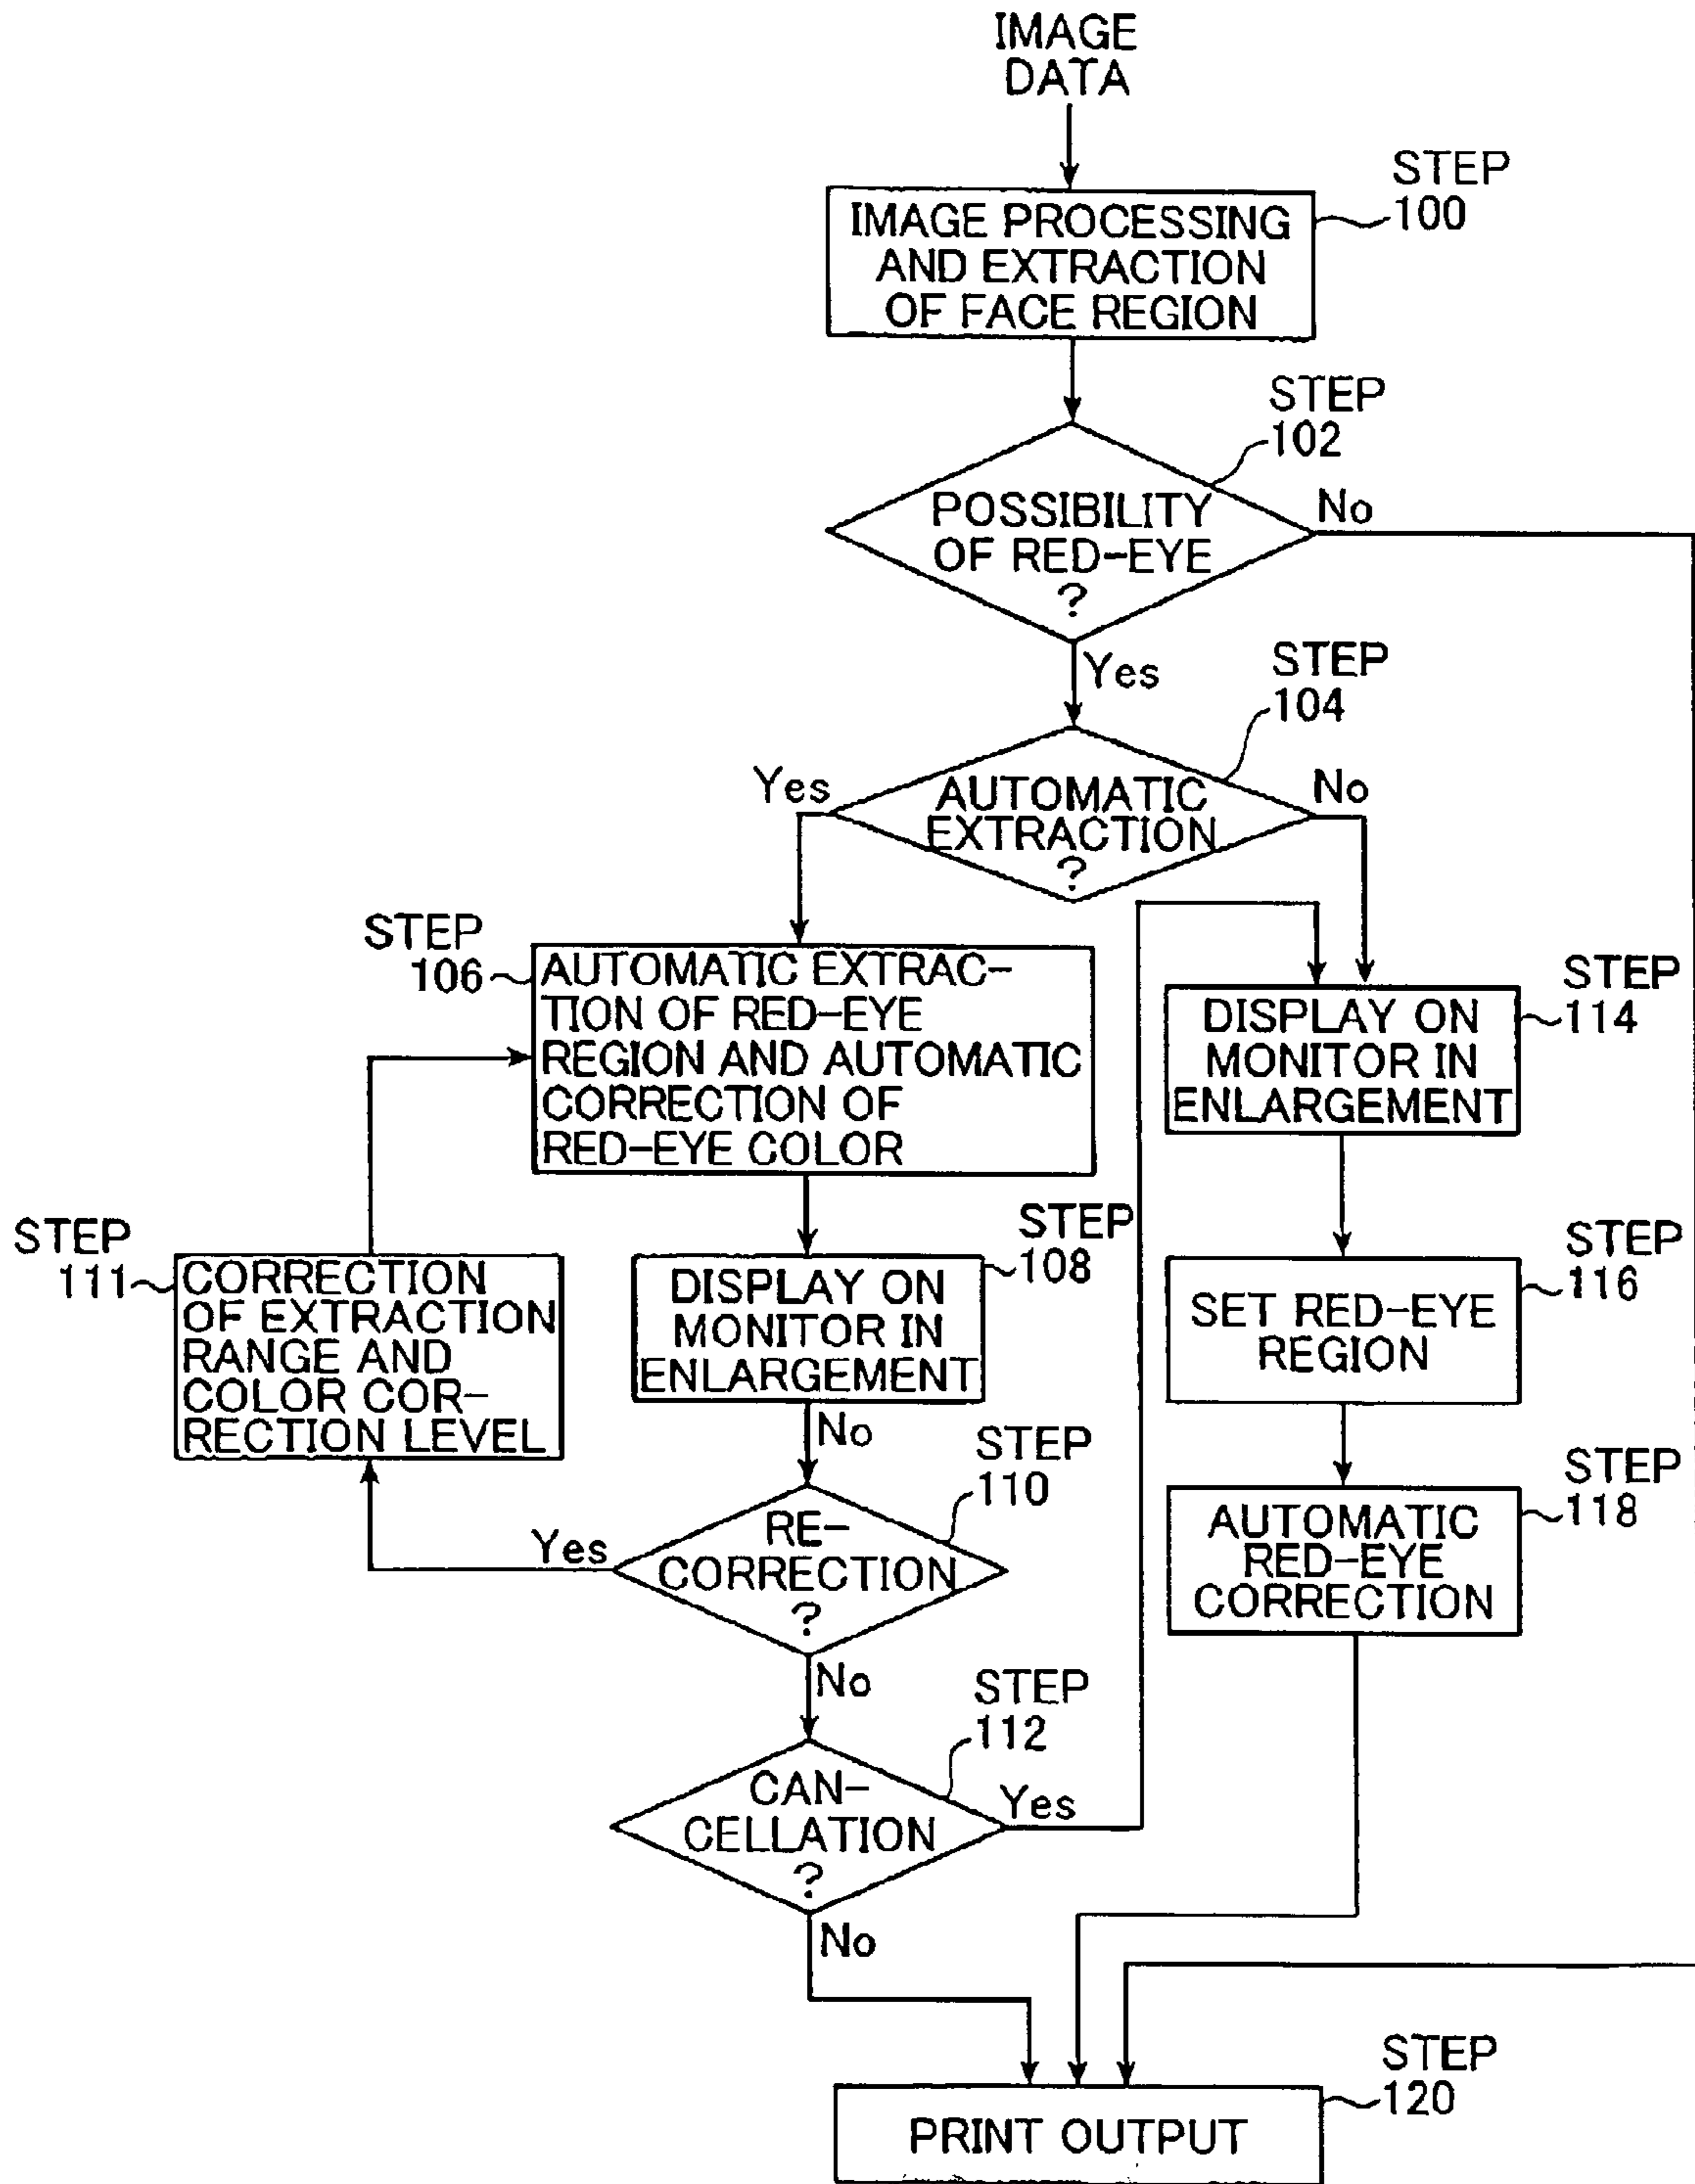 IMAGE
DATA
STEP
100
IMAGE PROCESSING
AND EXTRACTION
OF FACE REGION
STEP
102
POSSIBILITY
OF RED-EYE
?
No
Yes
STEP
104
AUTOMATIC
EXTRACTION
?
Yes
No
STEP
106
AUTOMATIC EXTRAC-
TION OF RED-EYE
REGION AND AUTOMATIC
CORRECTION OF
RED-EYE COLOR
STEP
114
DISPLAY ON
MONITOR IN
ENLARGEMENT
STEP
111
CORRECTION
OF EXTRACTION
RANGE AND
COLOR COR-
RECTION LEVEL
STEP
108
DISPLAY ON
MONITOR IN
ENLARGEMENT
No
STEP
116
SET RED-EYE
REGION
STEP
110
RE-
CORRECTION
?
Yes
No
STEP
118
AUTOMATIC
RED-EYE
CORRECTION
STEP
112
CAN-
CELLATION
?
Yes
No
STEP
120
PRINT OUTPUT